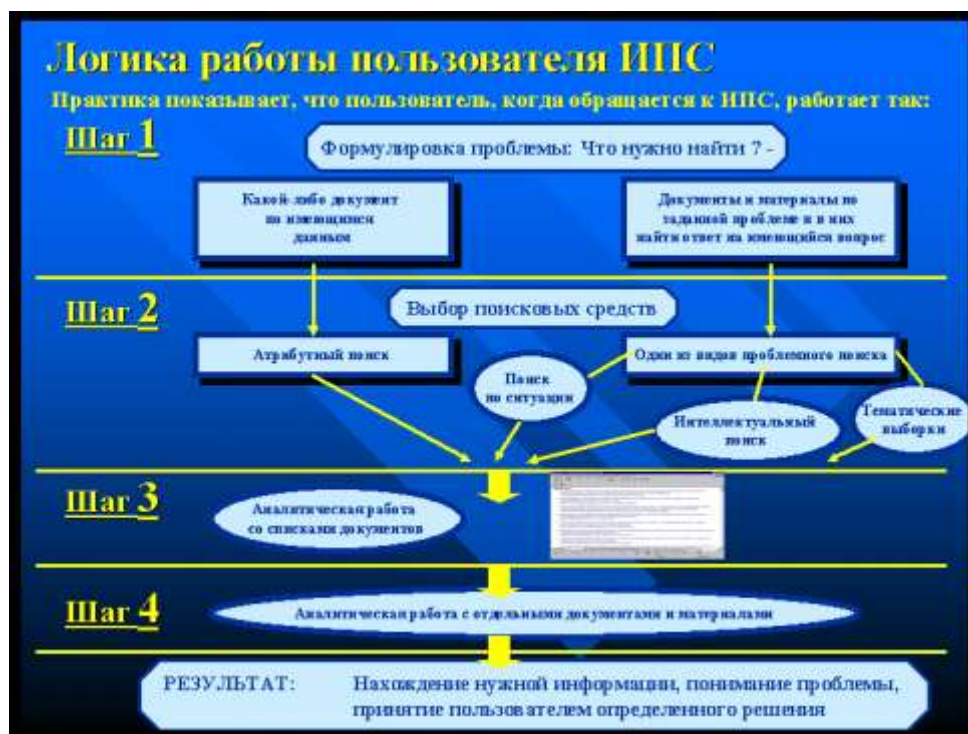 Логика работы пользователя ИПС
Практика показывает, что пользователь, когда обращается к ИПС, работает так:
Шаг 1
Формулировка проблемы: Что нужно найти ? -
Какой-либо документ
по имеющимся
данным
Документы и материалы по
заданной проблеме и в них
найти ответ на имеющийся вопрос
Шаг 2
Выбор поисковых средств
Атрибутный поиск
Один из видов проблемного поиска
Поиск
по ситуации
Интеллектуальный
поиск
Тематические
выборки
Шаг 3
Аналитическая работа
со списками документов
Шаг 4
Аналитическая работа с отдельными документами и материалами
РЕЗУЛЬТАТ: Нахождение нужной информации, понимание проблемы,
принятие пользователем определенного решения